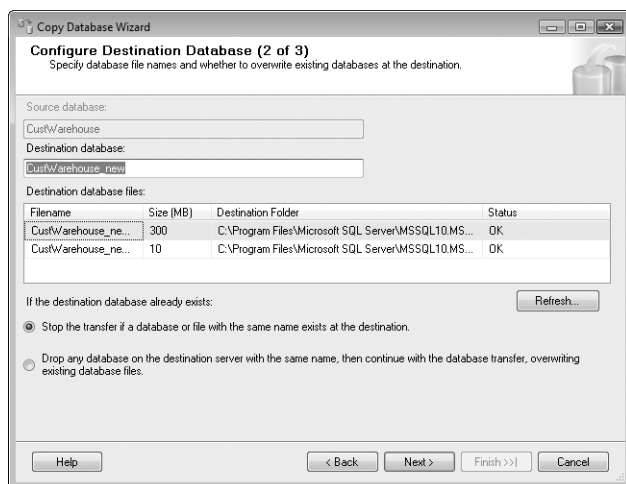 Copy Database Wizard
Configure Destination Database (2 of 3)
Specify database file names and whether to overwrite existing databases at the destination.
Source database:
CustWarehouse
Destination database:
CustWarehouse_new
Destination database files:
Filename Size (MB) Destination Folder Status
CustWarehouse_ne... 300 C:\Program Files\Microsoft SQL Server\MSSQL10.MS... OK
CustWarehouse_ne... 10 C:\Program Files\Microsoft SQL Server\MSSQL10.MS... OK
If the destination database already exists:
Refresh...
Stop the transfer if a database or file with the same name exists at the destination.
Drop any database on the destination server with the same name, then continue with the database transfer, overwriting
existing database files.
Help < Back Next > Finish >>| Cancel